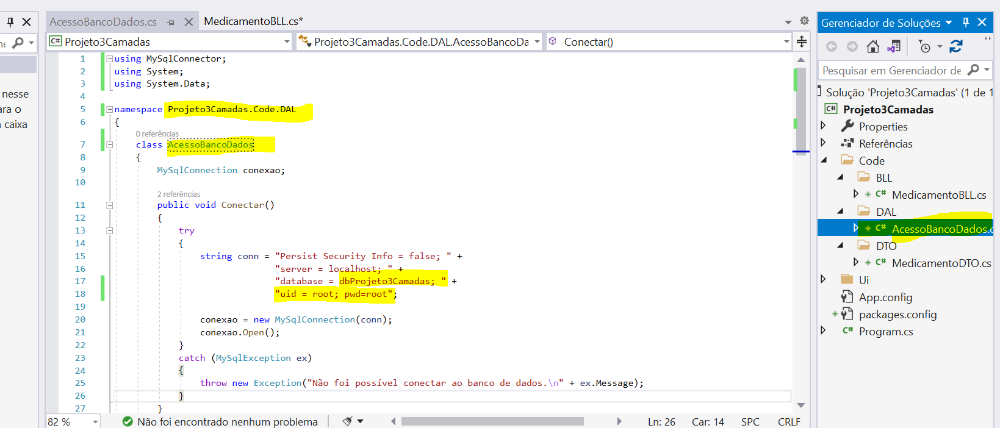 AcessoBancoDados.cs
MedicamentoBLL.cs*
Projeto3Camadas
Projeto3Camadas.Code.DAL.AcessoBancoDa
Conectar()
nesse
ara o
caixa
1 using MySqlConnector;
2 using System;
3 using System.Data;
4
5 namespace Projeto3Camadas.Code.DAL
6 {
0 referências
7 class AcessoBancoDados
8 {
9 MySqlConnection conexao;
10
2 referências
11 public void Conectar()
12 {
13 try
14 {
15 string conn = "Persist Security Info = false; " +
16 "server = localhost; " +
17 "database = dbProjeto3Camadas; " +
18 "uid = root; pwd=root";
19
20 conexao = new MySqlConnection(conn);
21 conexao.Open();
22 }
23 catch (MySqlException ex)
24 {
25 throw new Exception("Não foi possível conectar ao banco de dados.\n" + ex.Message);
26 }
27 }
82 %
Não foi encontrado nenhum problema
Ln: 26 Car: 14 SPC CRLF
Gerenciador de Soluções
Pesquisar em Gerenciador de
Solução 'Projeto3Camadas' (1 de 1
C# Projeto3Camadas
Properties
Referências
Code
BLL
C# MedicamentoBLL.cs
DAL
C# AcessoBancoDados.c
DTO
C# MedicamentoDTO.cs
Ui
App.config
packages.config
C# Program.cs